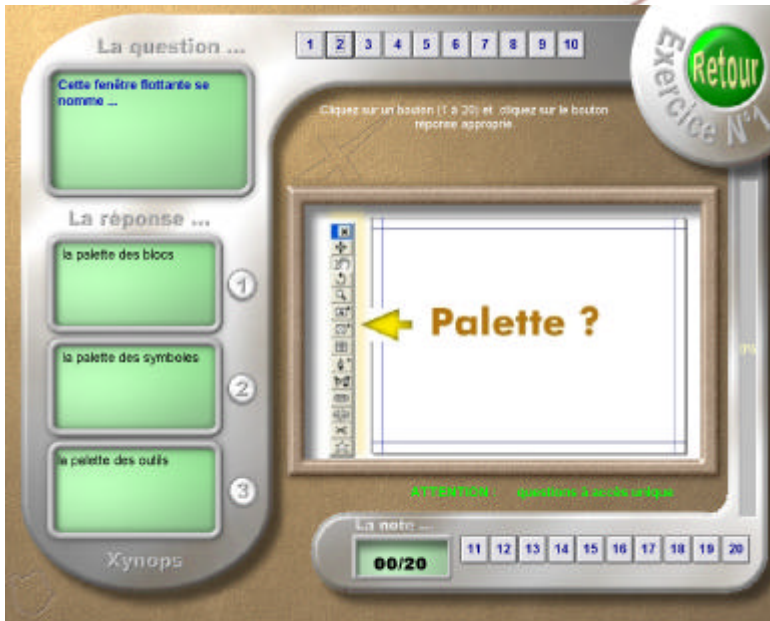 La question ...
1 2 3 4 5 6 7 8 9 10
Retour
Exercice N°1
Cette fenêtre flottante se
nomme ...
Cliquez sur un bouton (1 à 20) et cliquez sur le bouton
réponse approprié.
La réponse ...
la palette des blocs
1
la palette des symboles
2
la palette des outils
3
Palette ?
ATTENTION : questions à accès unique
La note ...
00/20
11 12 13 14 15 16 17 18 19 20
Xynops